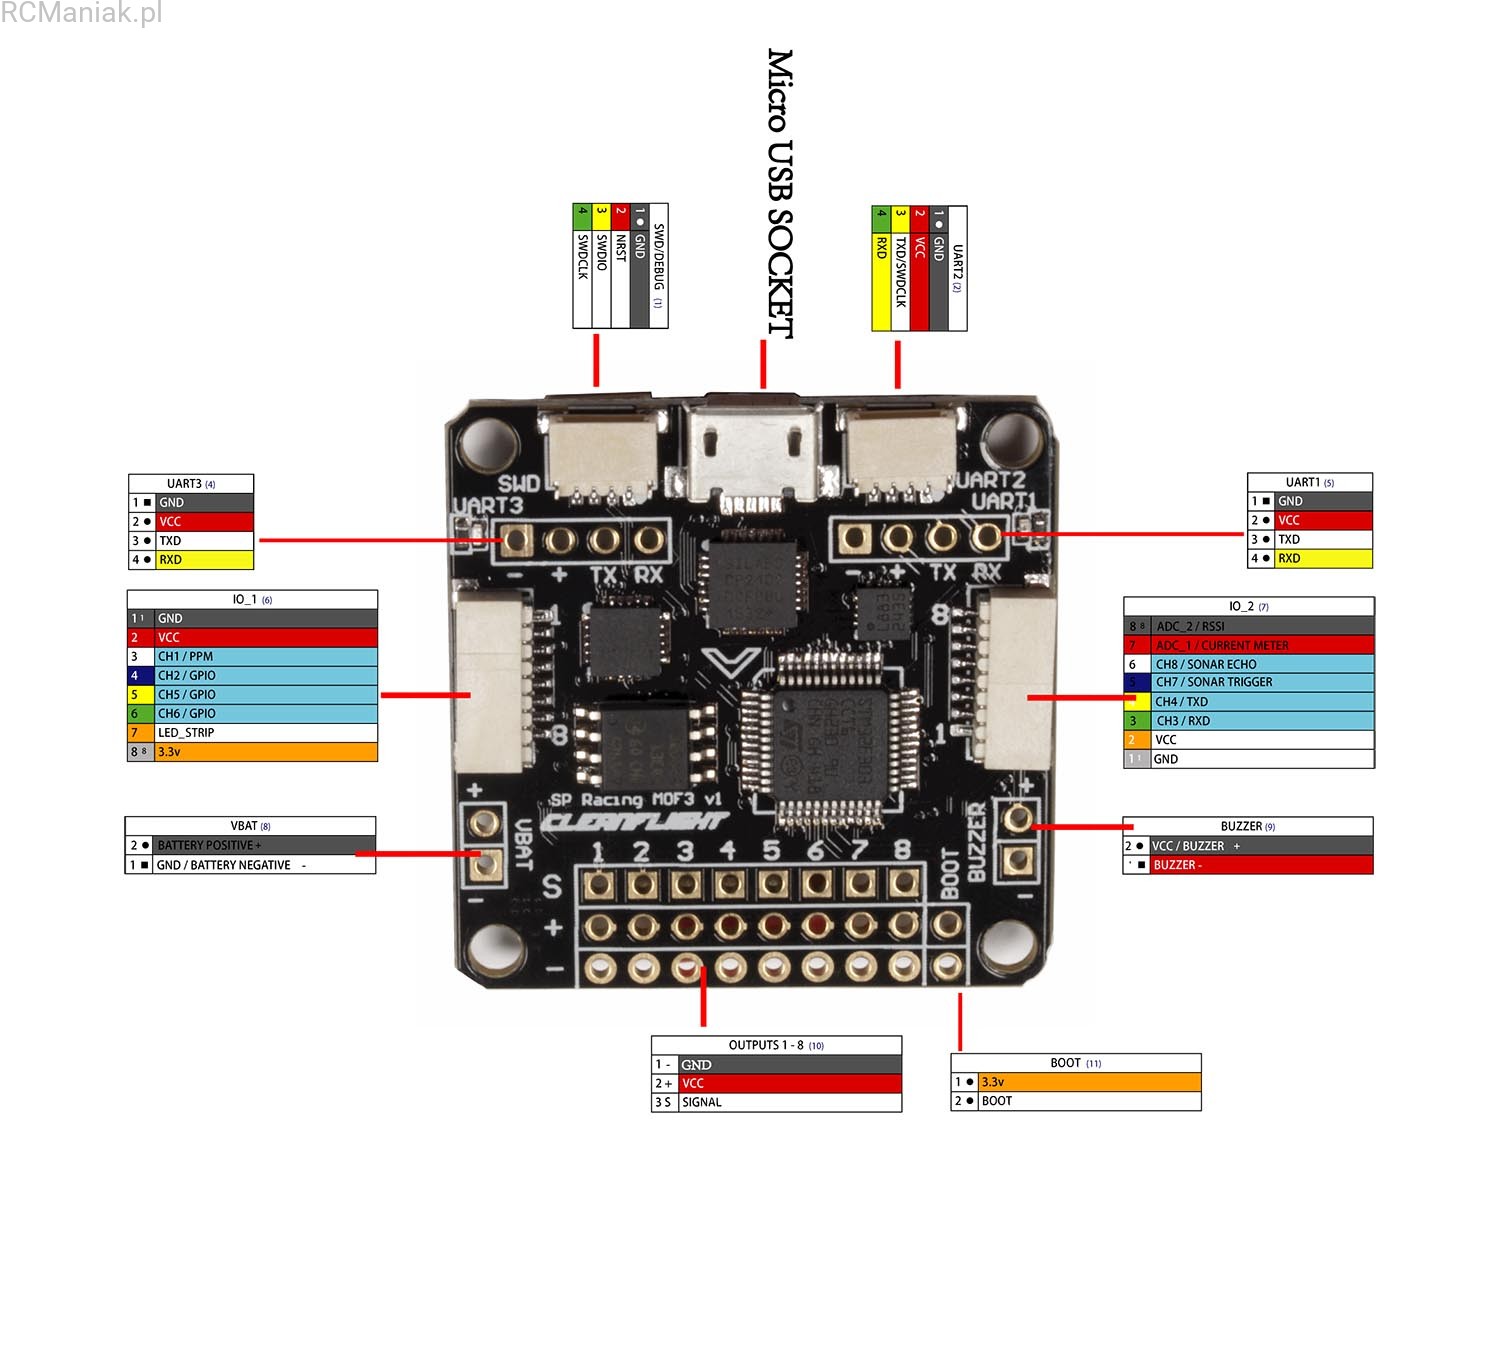 RCManiak.pl
Micro USB SOCKET
SWD/DEBUG (1)
1 GND
2 NRST
3 SWDIO
4 SWDCLK
UART2 (2)
1 GND
2 VCC
3 TXD/SWDCLK
4 RXD
UART3 (4)
1 GND
2 VCC
3 TXD
4 RXD
UART1 (5)
1 GND
2 VCC
3 TXD
4 RXD
IO_1 (6)
1 1 GND
2 VCC
3 CH1 / PPM
4 CH2 / GPIO
5 CH5 / GPIO
6 CH6 / GPIO
7 LED_STRIP
8 8 3.3v
IO_2 (7)
8 8 ADC_2 / RSSI
7 ADC_1 / CURRENT METER
6 CH8 / SONAR ECHO
5 CH7 / SONAR TRIGGER
CH4 / TXD
3 CH3 / RXD
2 VCC
1 1 GND
VBAT (8)
2 BATTERY POSITIVE +
1 GND / BATTERY NEGATIVE -
BUZZER (9)
2 VCC / BUZZER +
BUZZER -
SWD
UART2
UART3
UART1
- + TX RX
- + TX RX
1
8
8
1
SP Racing MOF3 v1
CLEANFLIGHT
+
VBAT
-
+
BUZZER
-
1 2 3 4 5 6 7 8
BOOT
S
+
-
OUTPUTS 1 - 8 (10)
1 - GND
2 + VCC
3 S SIGNAL
BOOT (11)
1 3.3v
2 BOOT